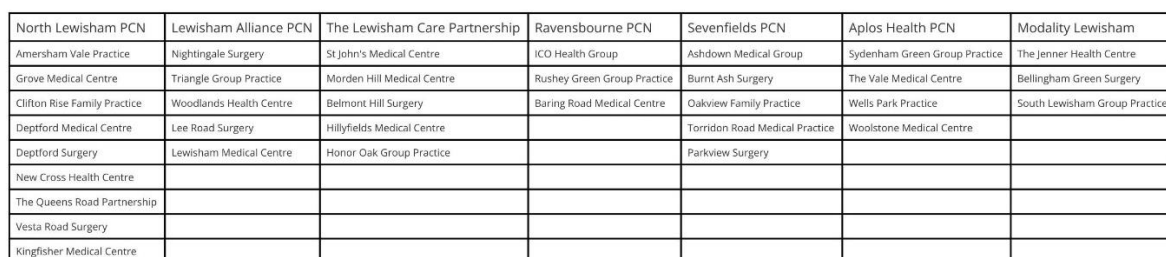 North Lewisham PCN Lewisham Alliance PCN The Lewisham Care Partnership Ravensbourne PCN Sevenfields PCN Aplos Health PCN Modality Lewisham
Amersham Vale Practice Nightingale Surgery St John's Medical Centre ICO Health Group Ashdown Medical Group Sydenham Green Group Practice The Jenner Health Centre
Grove Medical Centre Triangle Group Practice Morden Hill Medical Centre Rushey Green Group Practice Burnt Ash Surgery The Vale Medical Centre Bellingham Green Surgery
Clifton Rise Family Practice Woodlands Health Centre Belmont Hill Surgery Baring Road Medical Centre Oakview Family Practice Wells Park Practice South Lewisham Group Practice
Deptford Medical Centre Lee Road Surgery Hillyfields Medical Centre Torridon Road Medical Practice Woolstone Medical Centre
Deptford Surgery Lewisham Medical Centre Honor Oak Group Practice Parkview Surgery
New Cross Health Centre
The Queens Road Partnership
Vesta Road Surgery
Kingfisher Medical Centre